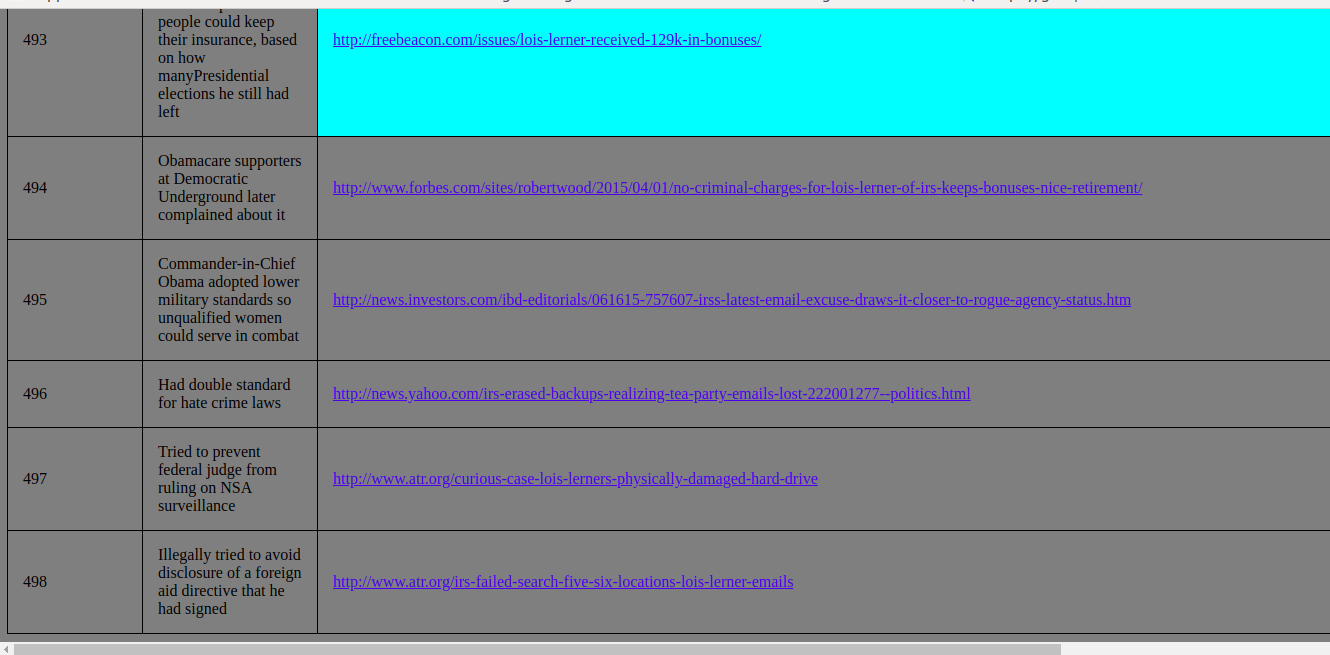 people could keep
493
their insurance, based
http://freebeacon.com/issues/lois-lerner-received-129k-in-bonuses/
on how
manyPresidential
elections he still had
left
494
Obamacare supporters
at Democratic
Underground later
complained about it
http://www.forbes.com/sites/robertwood/2015/04/01/no-criminal-charges-for-lois-lerner-of-irs-keeps-bonuses-nice-retirement/
495
Commander-in-Chief
Obama adopted lower
military standards so
unqualified women
could serve in combat
http://news.investors.com/ibd-editorials/061615-757607-irss-latest-email-excuse-draws-it-closer-to-rogue-agency-status.htm
496
Had double standard
for hate crime laws
http://news.yahoo.com/irs-erased-backups-realizing-tea-party-emails-lost-222001277--politics.html
497
Tried to prevent
federal judge from
ruling on NSA
surveillance
http://www.atr.org/curious-case-lois-lerners-physically-damaged-hard-drive
498
Illegally tried to avoid
disclosure of a foreign
aid directive that he
had signed
http://www.atr.org/irs-failed-search-five-six-locations-lois-lerner-emails